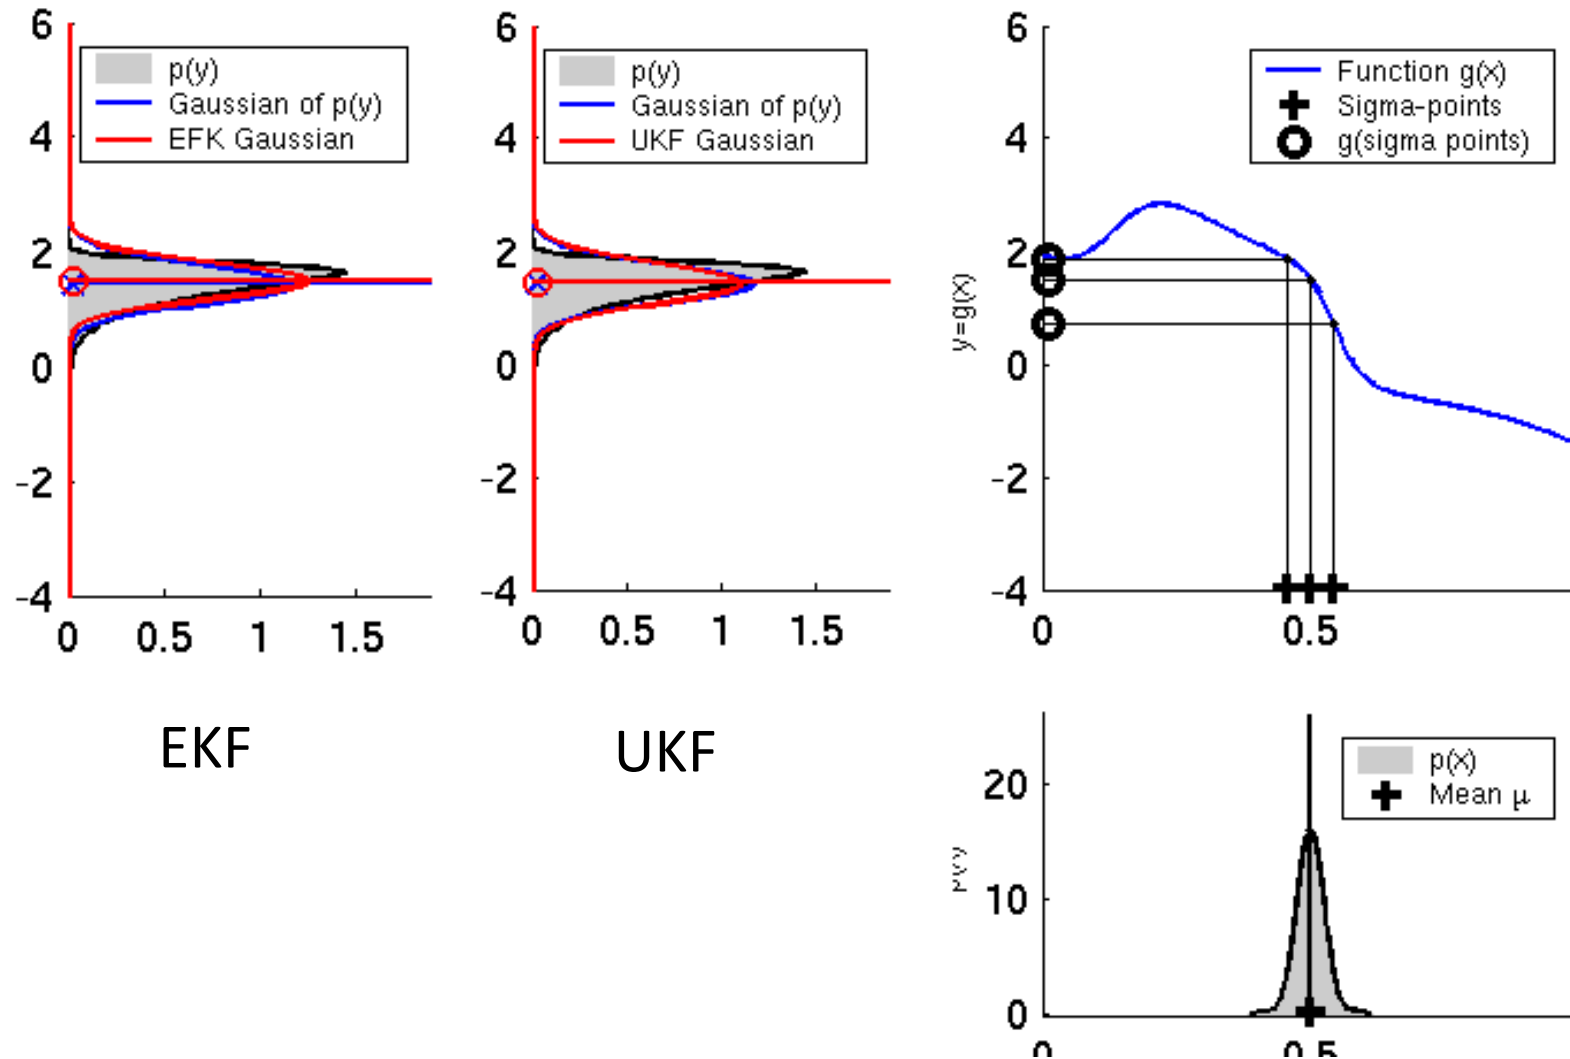 6
4
2
0
-2
-4
0 0.5 1 1.5
p(y)
Gaussian of p(y)
EFK Gaussian
EKF
6
4
2
0
-2
-4
0 0.5 1 1.5
p(y)
Gaussian of p(y)
UKF Gaussian
UKF
6
4
2
0
-2
-4
0 0.5
y=g(x)
Function g(x)
Sigma-points
g(sigma points)
20
10
0
p(x)
Mean μ
0 0.5